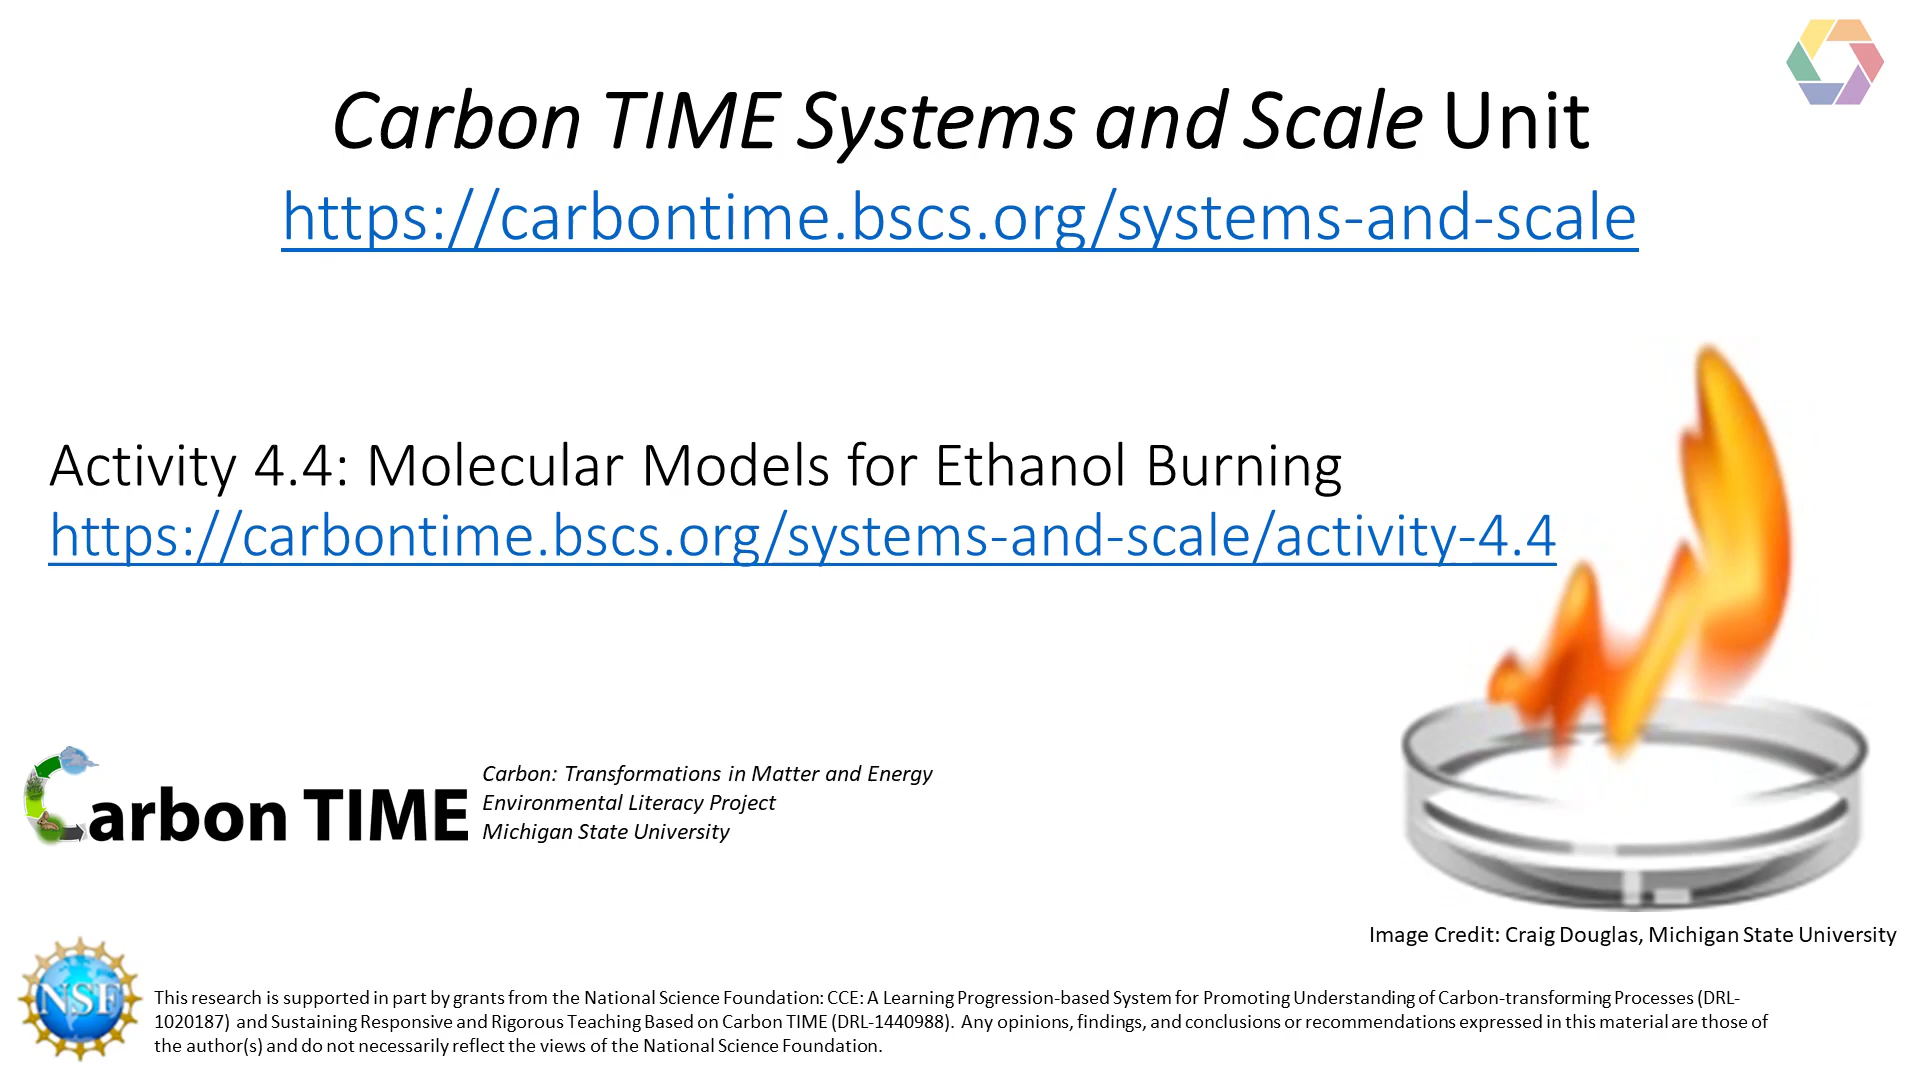 Carbon TIME Systems and Scale Unit
https://carbontime.bscs.org/systems-and-scale
Activity 4.4: Molecular Models for Ethanol Burning
https://carbontime.bscs.org/systems-and-scale/activity-4.4
Carbon TIME
Carbon: Transformations in Matter and Energy
Environmental Literacy Project
Michigan State University
Image Credit: Craig Douglas, Michigan State University
NSF
This research is supported in part by grants from the National Science Foundation: CCE: A Learning Progression-based System for Promoting Understanding of Carbon-transforming Processes (DRL-
1020187) and Sustaining Responsive and Rigorous Teaching Based on Carbon TIME (DRL-1440988). Any opinions, findings, and conclusions or recommendations expressed in this material are those of
the author(s) and do not necessarily reflect the views of the National Science Foundation.